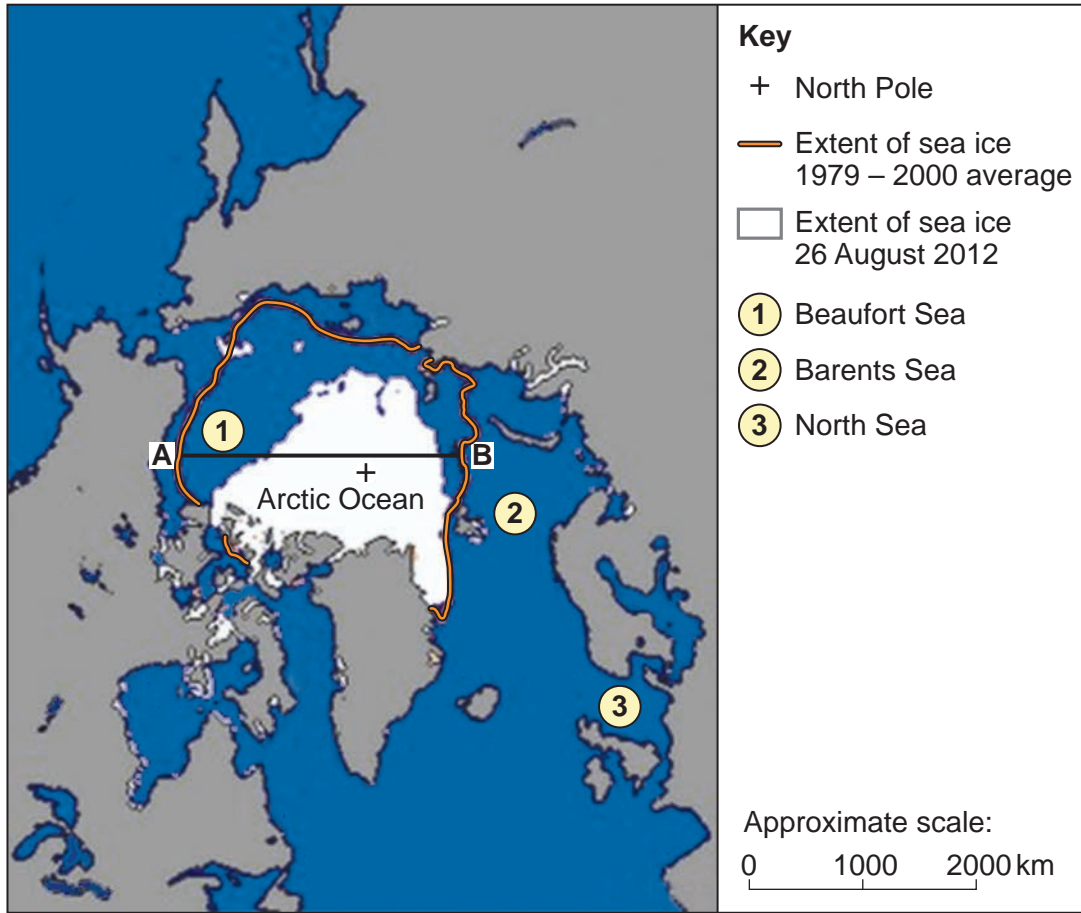 Key
+ North Pole
Extent of sea ice
1979 – 2000 average
Extent of sea ice
26 August 2012
1 Beaufort Sea
2 Barents Sea
3 North Sea
1
A
B
+
Arctic Ocean
2
3
Approximate scale:
0 1000 2000 km